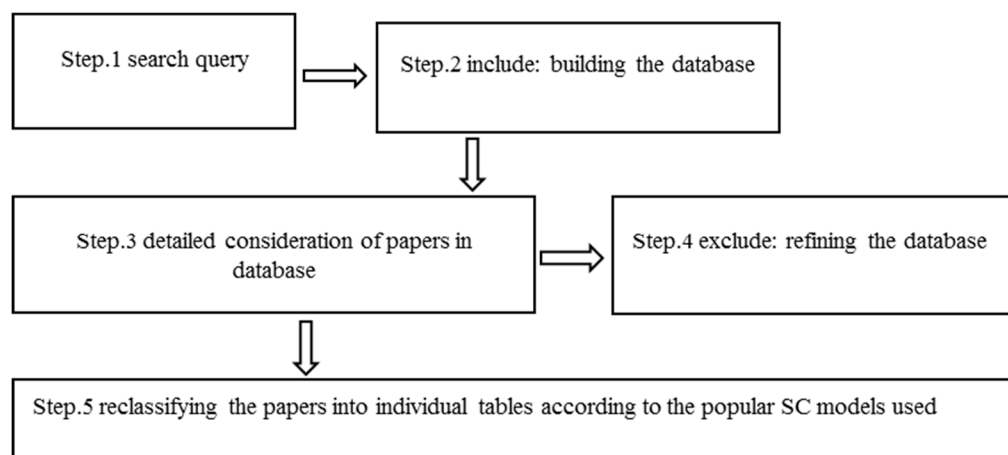 Step.1 search query
Step.2 include: building the database
Step.3 detailed consideration of papers in
database
Step.4 exclude: refining the database
Step.5 reclassifying the papers into individual tables according to the popular SC models used